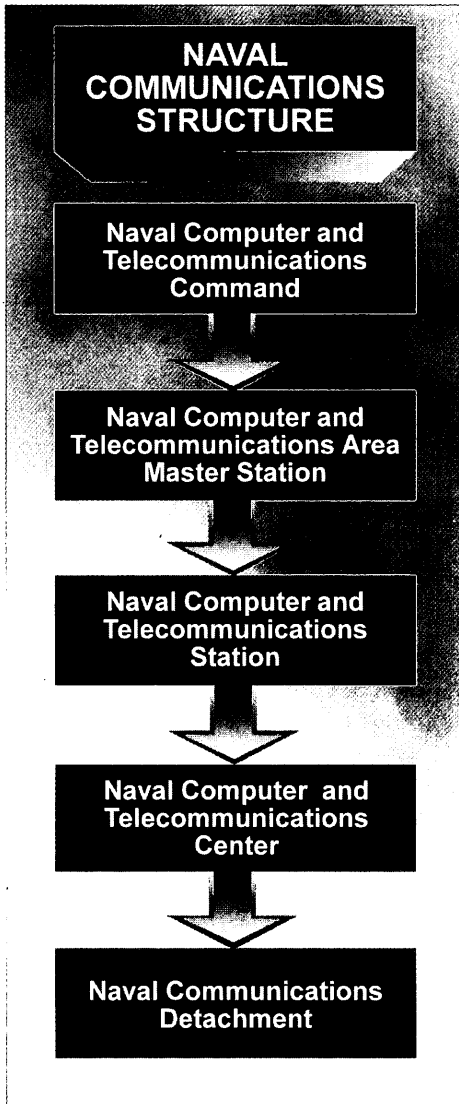 NAVAL
COMMUNICATIONS
STRUCTURE
Naval Computer and
Telecommunications
Command
Naval Computer and
Telecommunications Area
Master Station
Naval Computer and
Telecommunications
Station
Naval Computer and
Telecommunications
Center
Naval Communications
Detachment